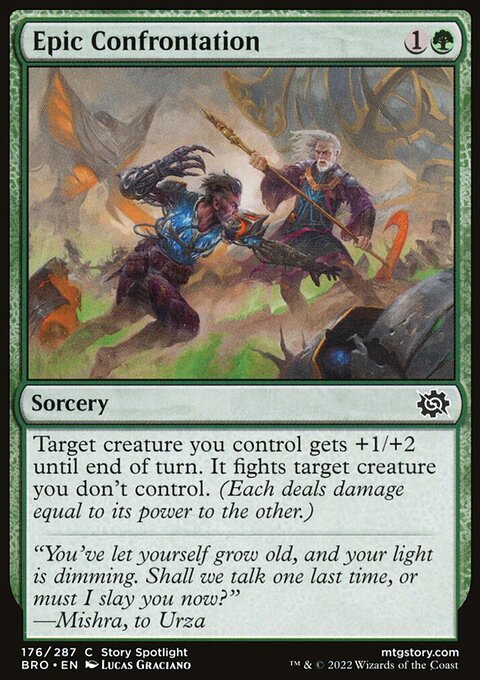 Epic Confrontation 1
Sorcery
Target creature you control gets +1/+2
until end of turn. It fights target creature
you don't control. (Each deals damage
equal to its power to the other.)
“You've let yourself grow old, and your light
is dimming. Shall we talk one last time, or
must I slay you now?”
—Mishra, to Urza
176/287 C Story Spotlight mtgstory.com
BRO • EN Lucas Graciano ™ & © 2022 Wizards of the Coast